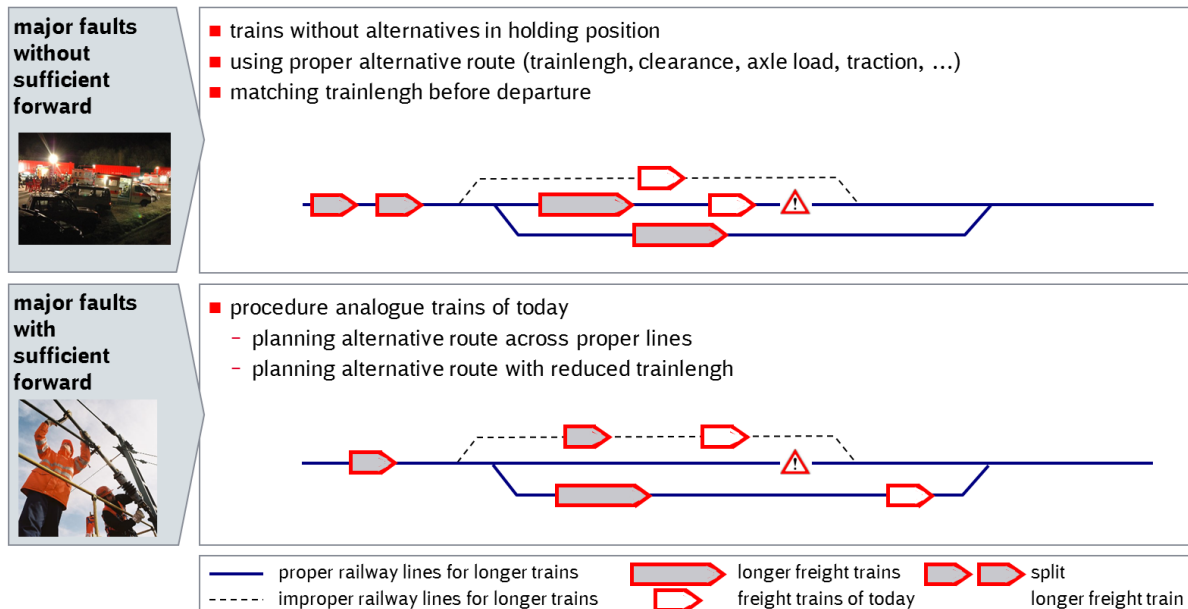 major faults
without
sufficient
forward
trains without alternatives in holding position
using proper alternative route (trainlengh, clearance, axle load, traction, …)
matching trainlengh before departure
!
major faults
with
sufficient
forward
procedure analogue trains of today
– planning alternative route across proper lines
– planning alternative route with reduced trainlengh
!
proper railway lines for longer trains
longer freight trains
split
improper railway lines for longer trains
freight trains of today
longer freight train